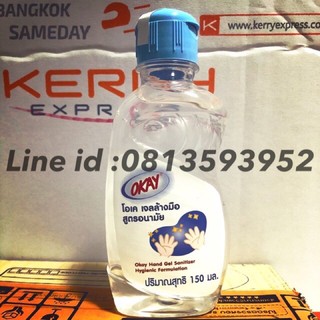 BANGKOK
SAMEDAY
www.kerryexpress.com
KERRY
EXPRESS
Line id :0813593952
OKAY
โอเค เจลล้างมือ
สูตรอนามัย
Okay Hand Gel Sanitizer
Hygienic Formulation
ปริมาณสุทธิ 150 มล.